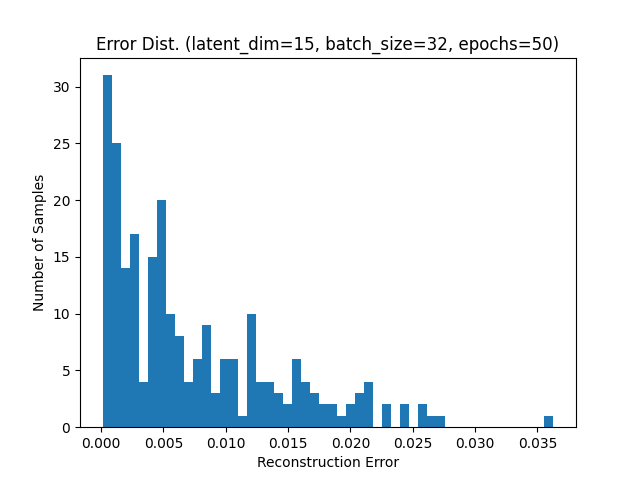 Error Dist. (latent_dim=15, batch_size=32, epochs=50)
30
25
20
15
10
5
0
Number of Samples
0.000 0.005 0.010 0.015 0.020 0.025 0.030 0.035
Reconstruction Error